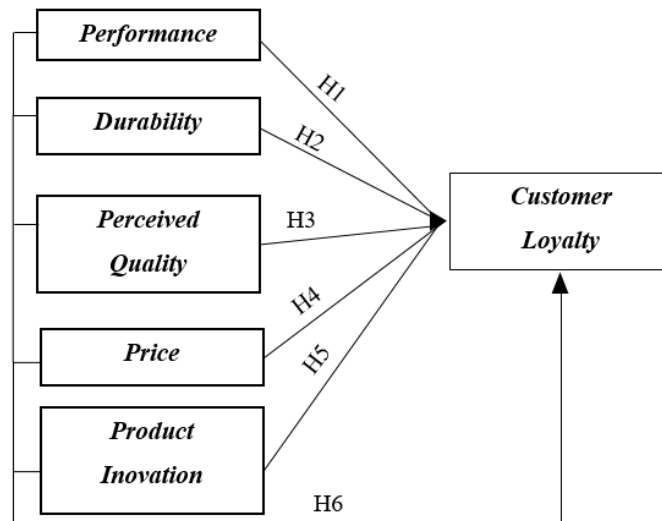 Performance
H1
Durability
H2
Perceived
Quality
H3
Customer
Loyalty
H4
Price
H5
Product
Inovation
H6